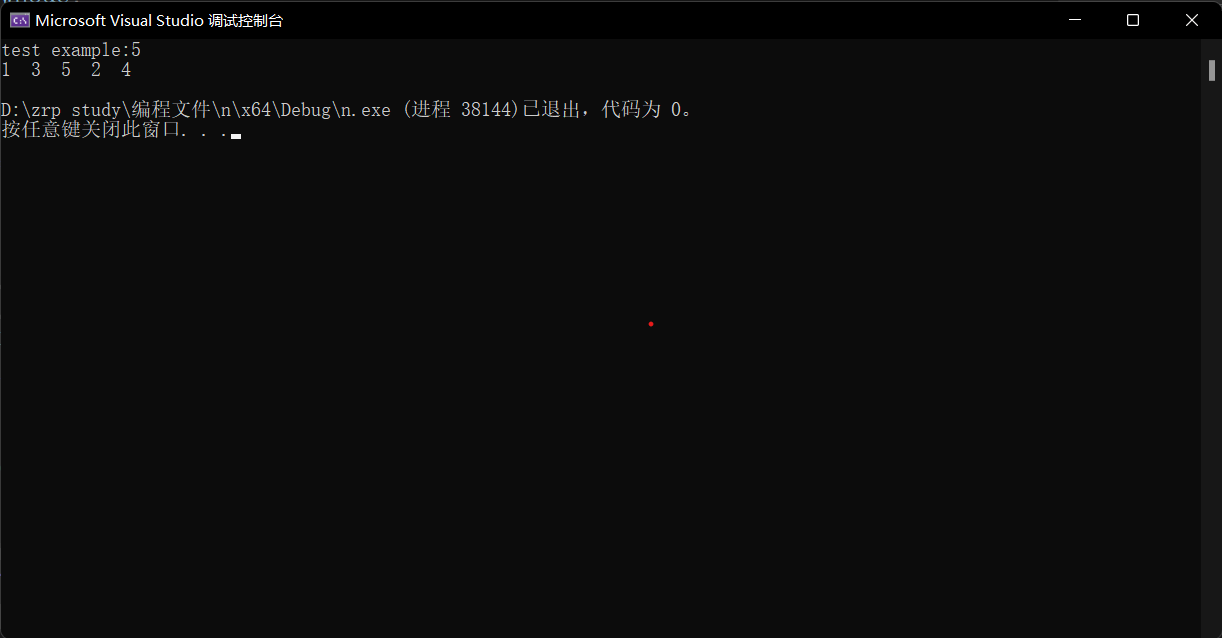 Microsoft Visual Studio 调试控制台
test example:5
1  3  5  2  4
D:\zrp study\编程文件\n\x64\Debug\n.exe (进程 38144)已退出，代码为 0。
按任意键关闭此窗口. . .